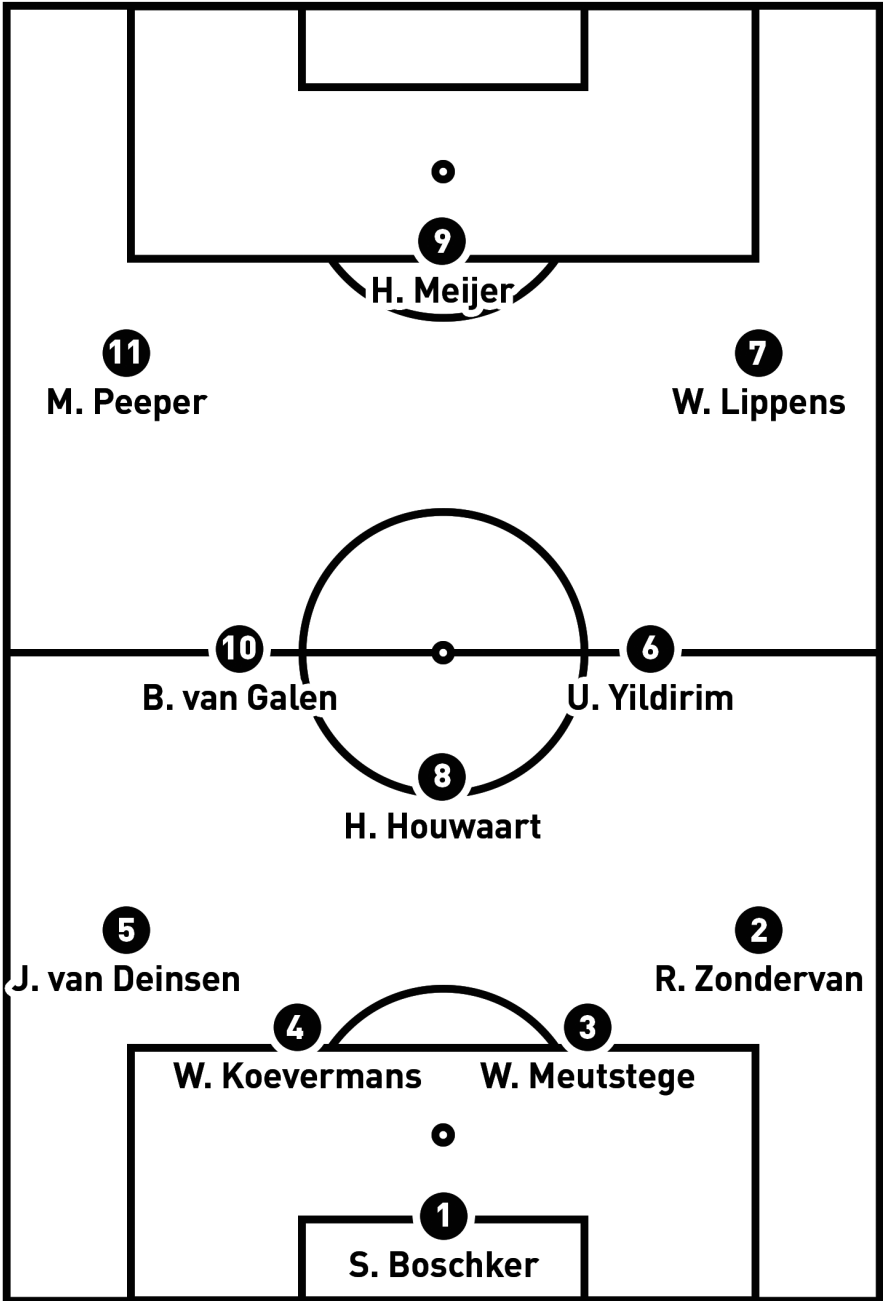 9
H. Meijer
11
7
M. Peeper
W. Lippens
10
6
B. van Galen
U. Yildirim
8
H. Houwaart
5
2
J. van Deinsen
R. Zondervan
4
3
W. Koevermans
W. Meutstege
1
S. Boschker